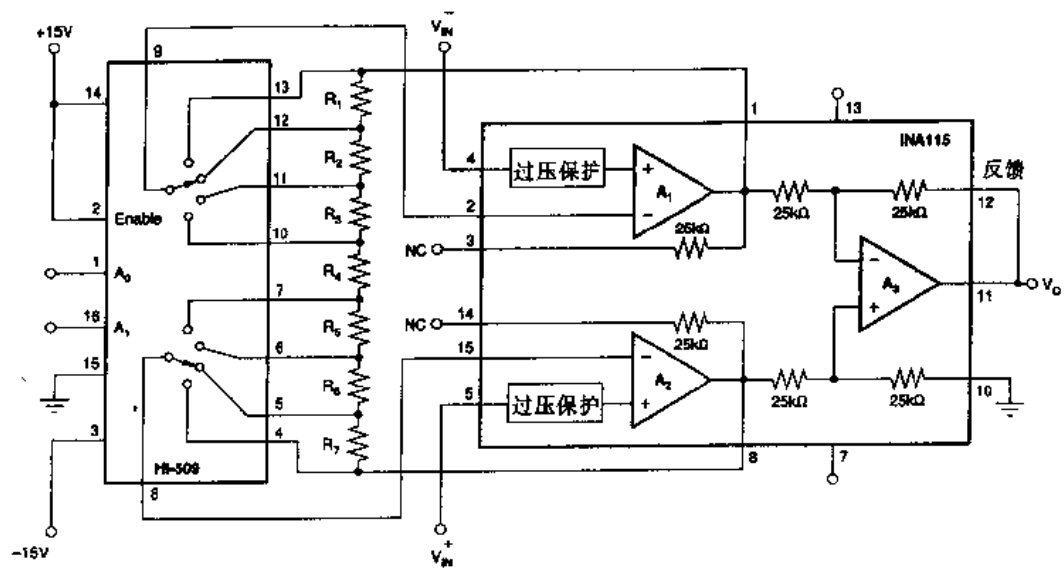 +15V
14
2
Enable
1
A₀
16
A₁
15
3
-15V
9
13
12
11
10
7
6
5
4
HI-509
8
R₁
R₂
R₃
R₄
R₅
R₆
R₇
V⁻IN
4
过压保护
+
A₁
-
2
NC
3
25kΩ
1
13
INA115
25kΩ
25kΩ
反馈
12
-
A₃
+
11
V₀
NC
14
25kΩ
15
-
A₂
+
5
过压保护
25kΩ
25kΩ
10
8
7
V⁺IN